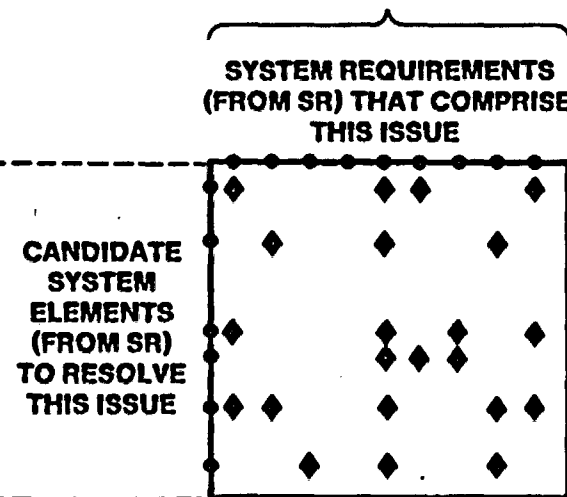 SYSTEM REQUIREMENTS
(FROM SR) THAT COMPRISE
THIS ISSUE
CANDIDATE
SYSTEM
ELEMENTS
(FROM SR)
TO RESOLVE
THIS ISSUE